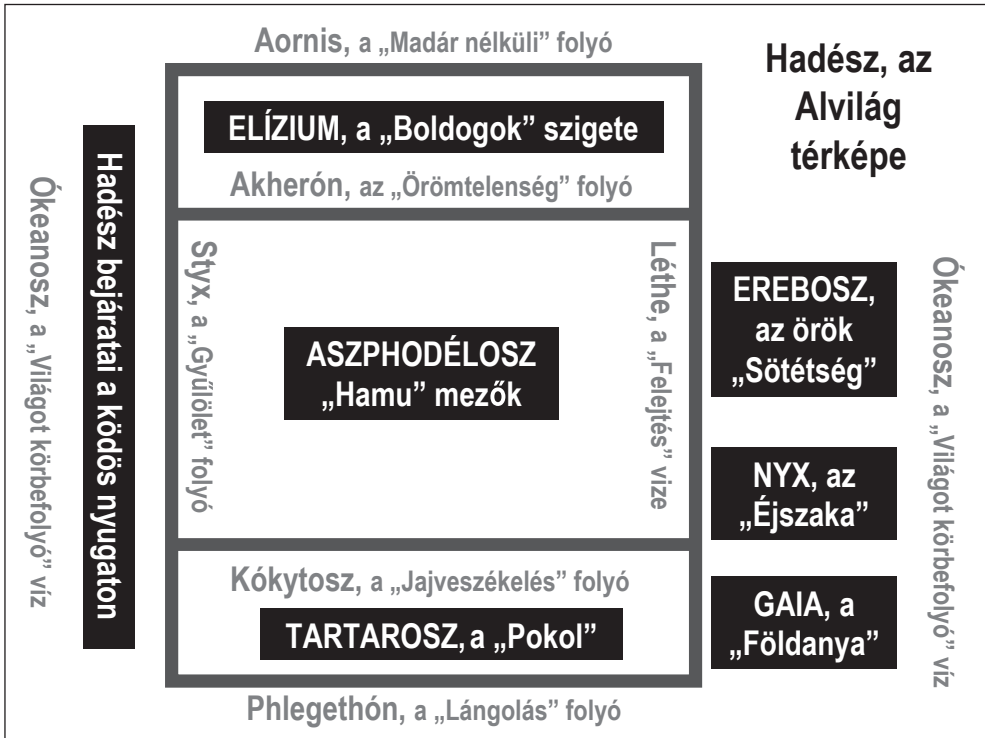 Aornis, a „Madár nélküli” folyó
Hadész, az
Alvilág
térképe
ELÍZIUM, a „Boldogok” szigete
Akherón, az „Örömtelenség” folyó
Ókeanosz, a „Világot körbefolyó” víz
Hadész bejáratai a ködös nyugaton
Styx, a „Gyűlölet” folyó
ASZPHODÉLOSZ
„Hamu” mezők
Léthe, a „Felejtés” vize
EREBOSZ,
az örök
„Sötétség”
NYX, az
„Éjszaka”
GAIA, a
„Földanya”
Ókeanosz, a „Világot körbefolyó” víz
Kókytosz, a „Jajveszékelés” folyó
TARTAROSZ, a „Pokol”
Phlegethón, a „Lángolás” folyó